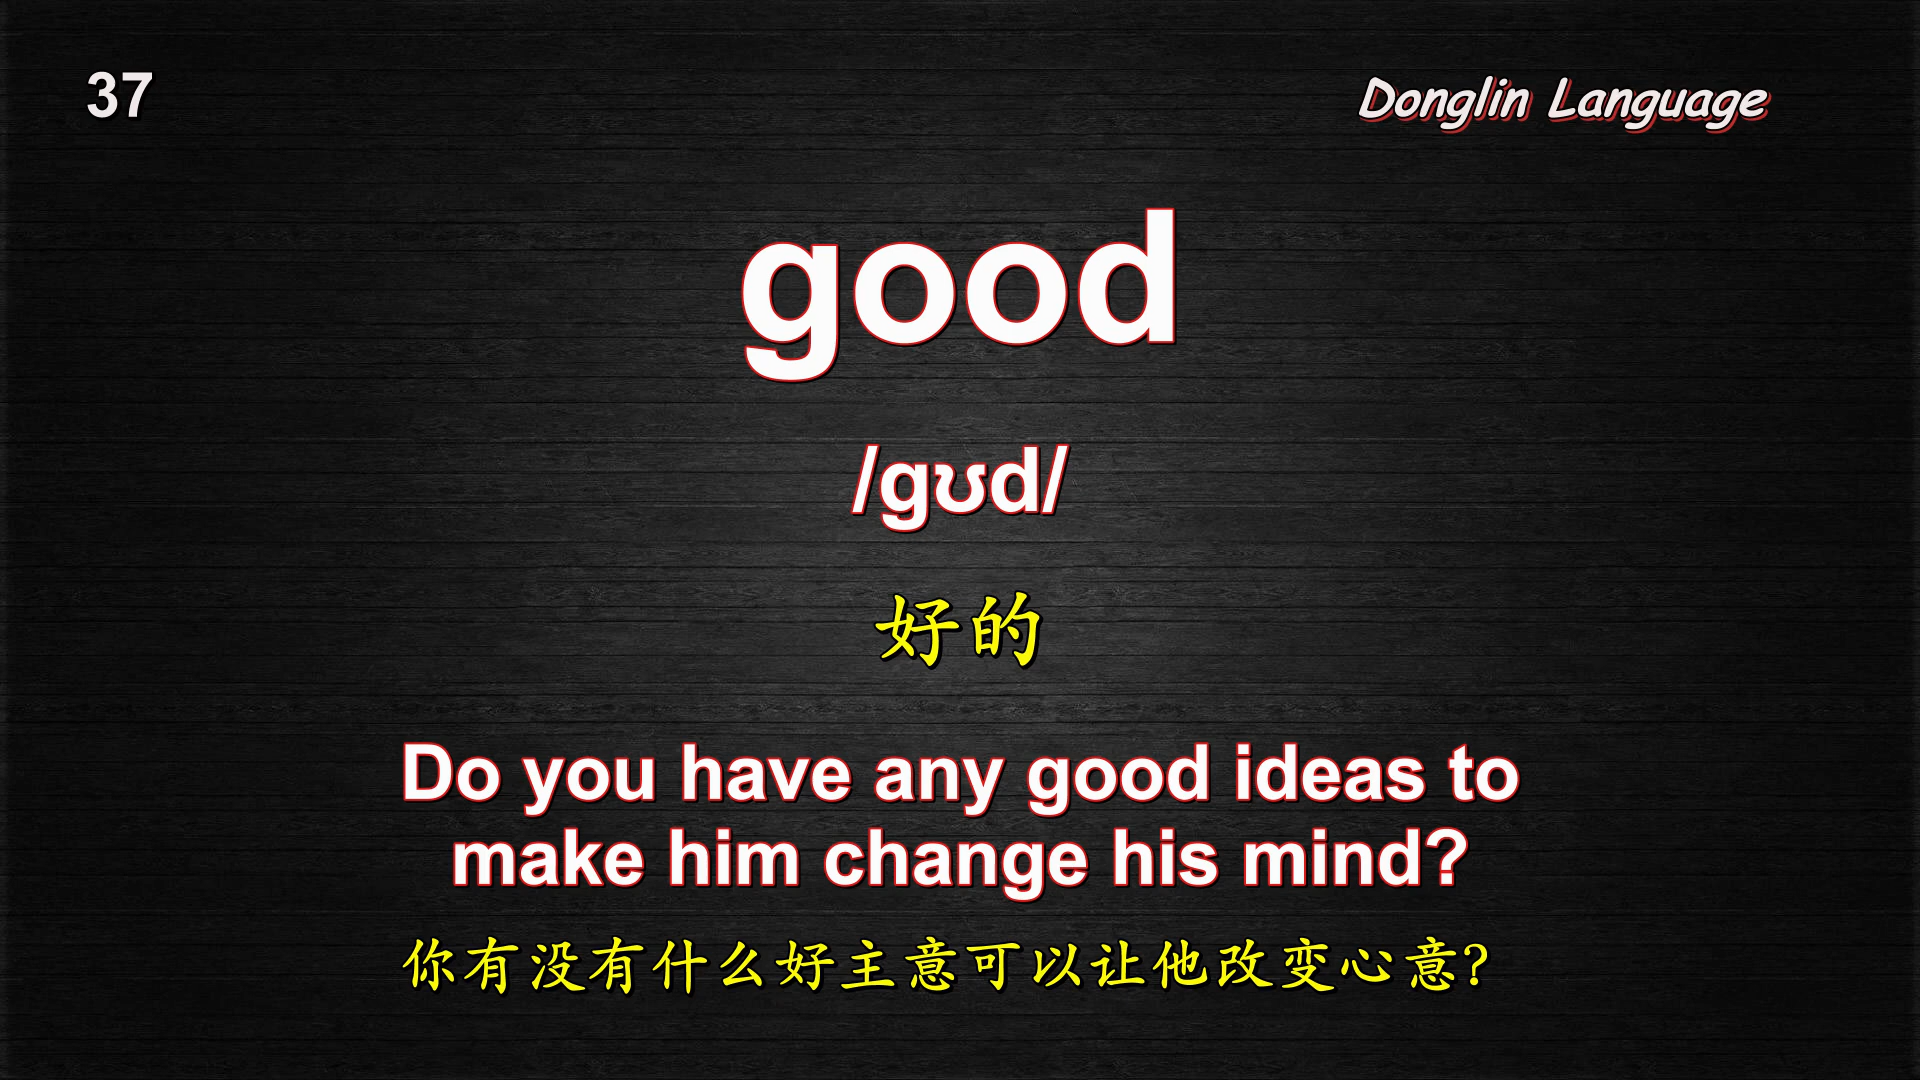 37
Donglin Language
good
/gʊd/
好的
Do you have any good ideas to
make him change his mind?
你有没有什么好主意可以让他改变心意?